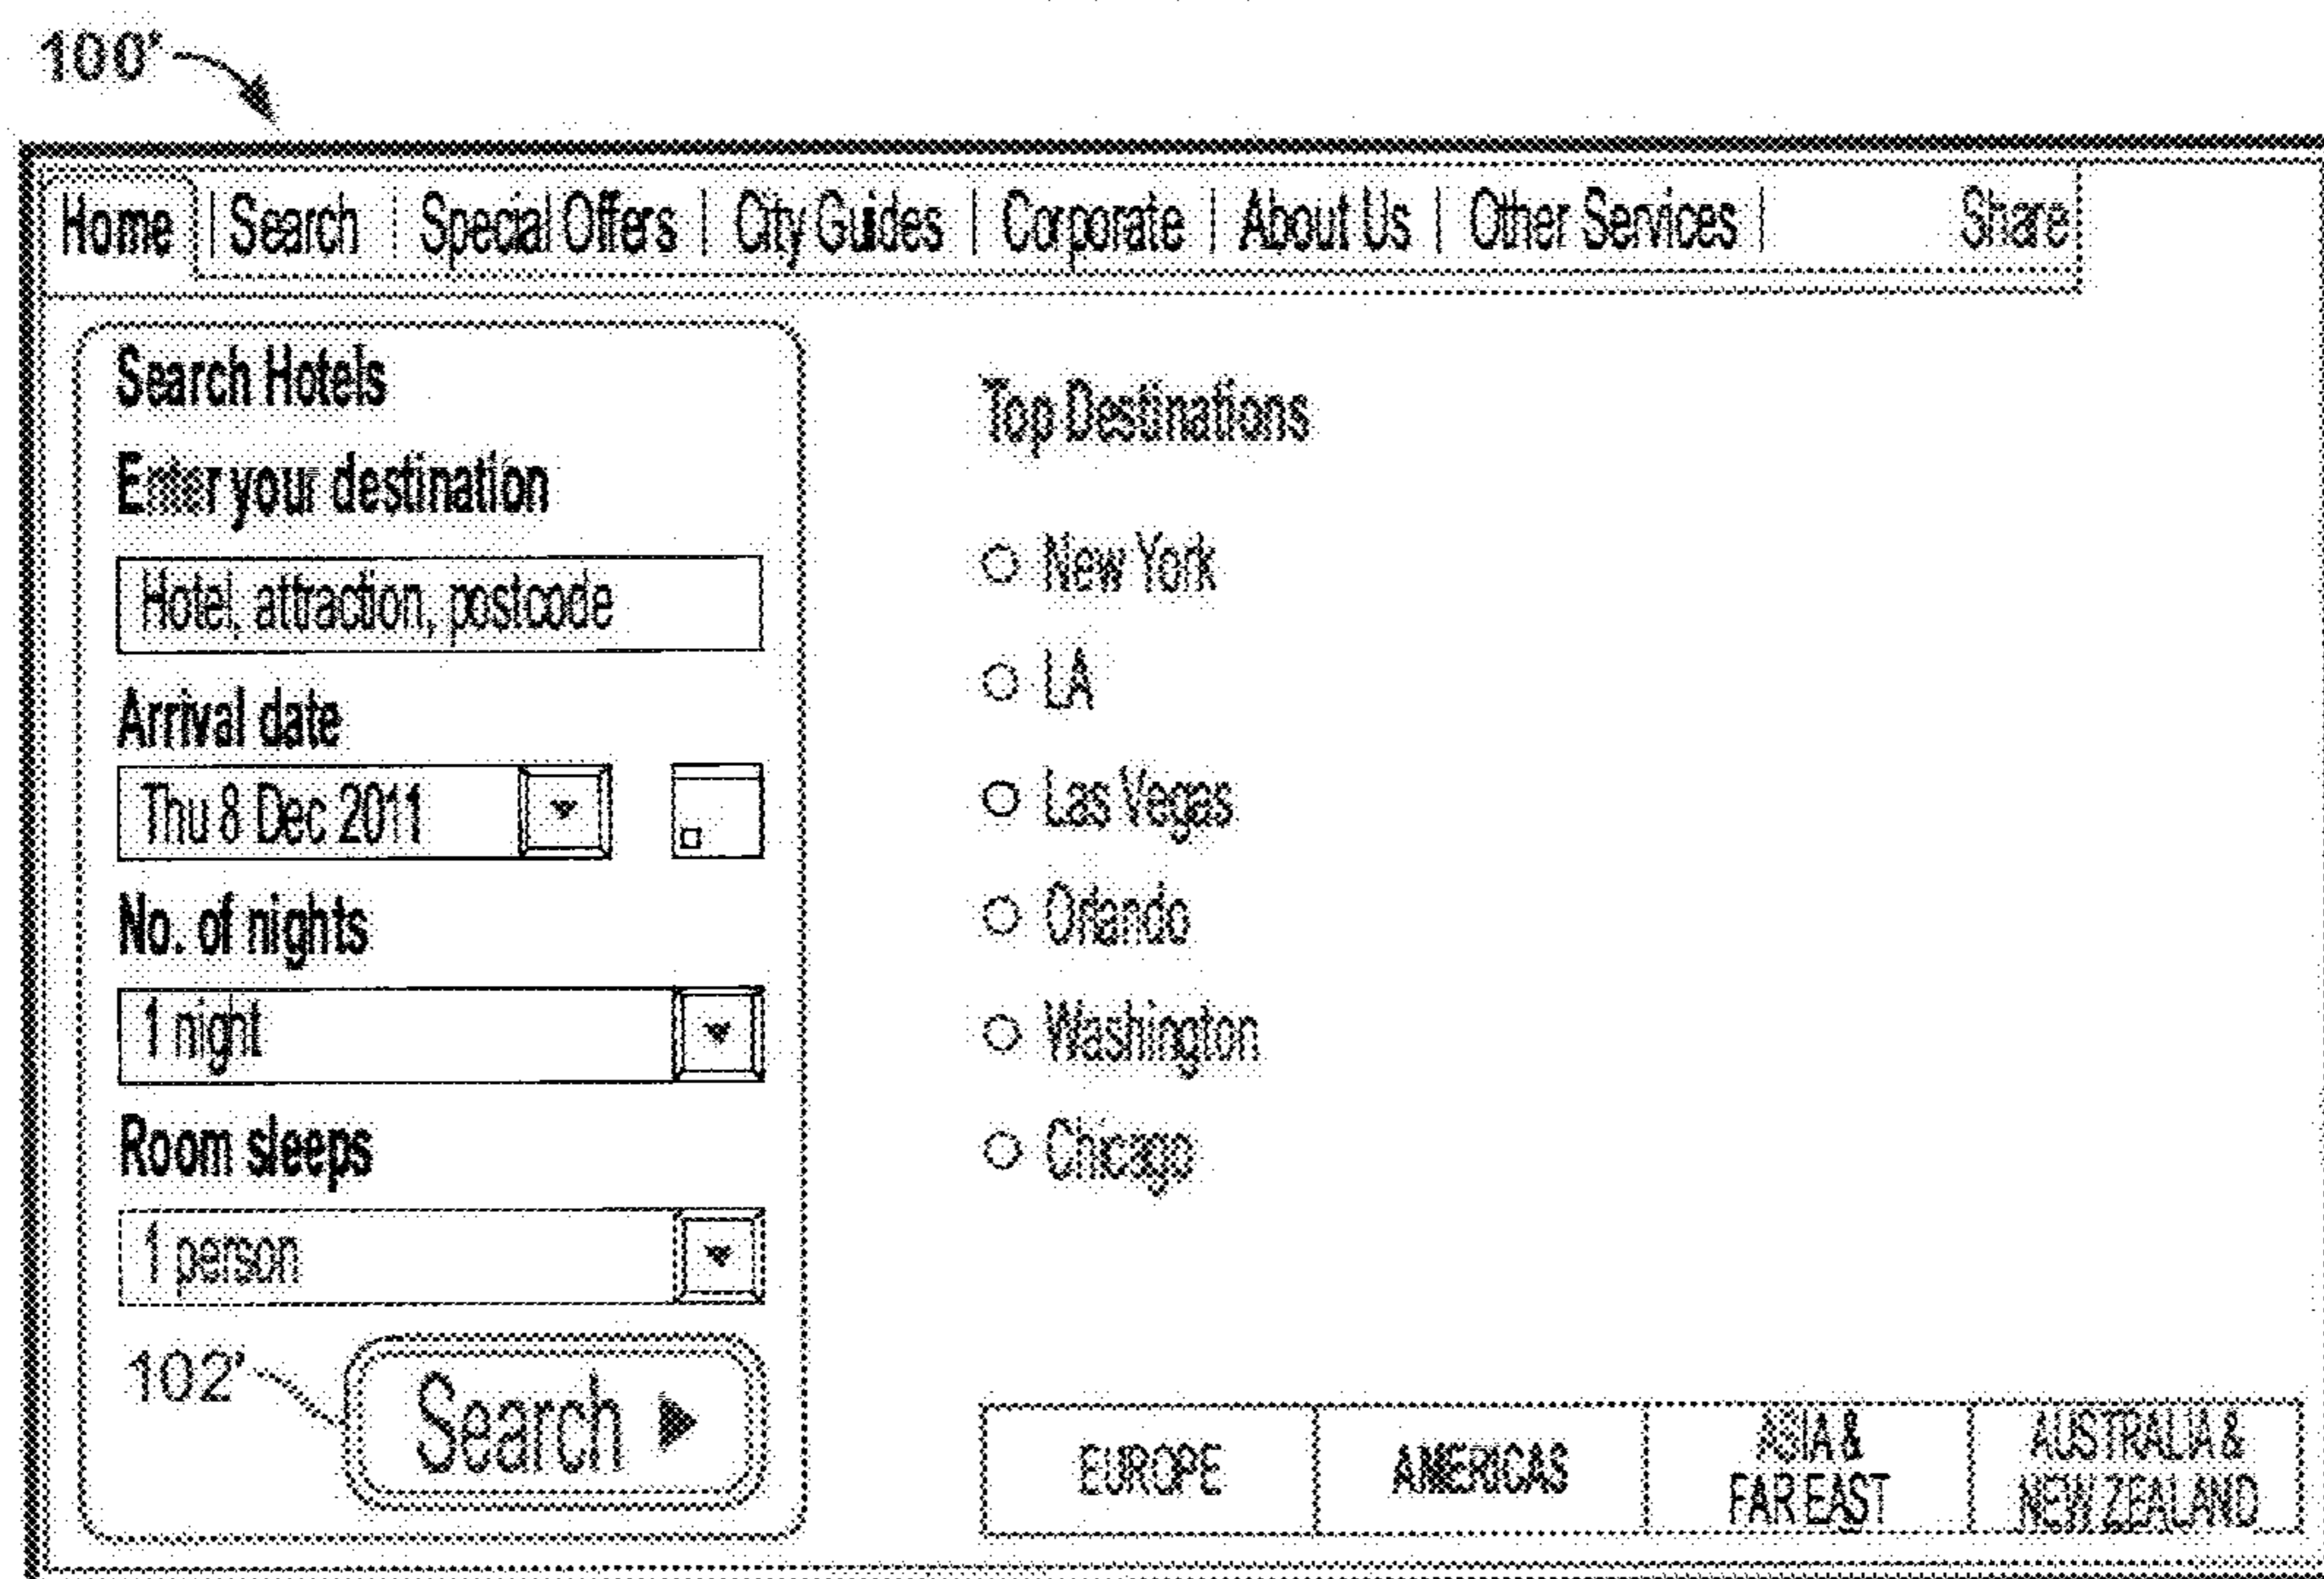 100'
Home | Search | Special Offers | City Guides | Corporate | About Us | Other Services | Share
Search Hotels
Enter your destination
Hotel, attraction, postcode
Arrival date
Thu 8 Dec 2011
No. of nights
1 night
Room sleeps
1 person
102'
Search
Top Destinations
New York
LA
Las Vegas
Orlando
Washington
Chicago
EUROPE
AMERICAS
ASIA &
FAR EAST
AUSTRALIA &
NEW ZEALAND